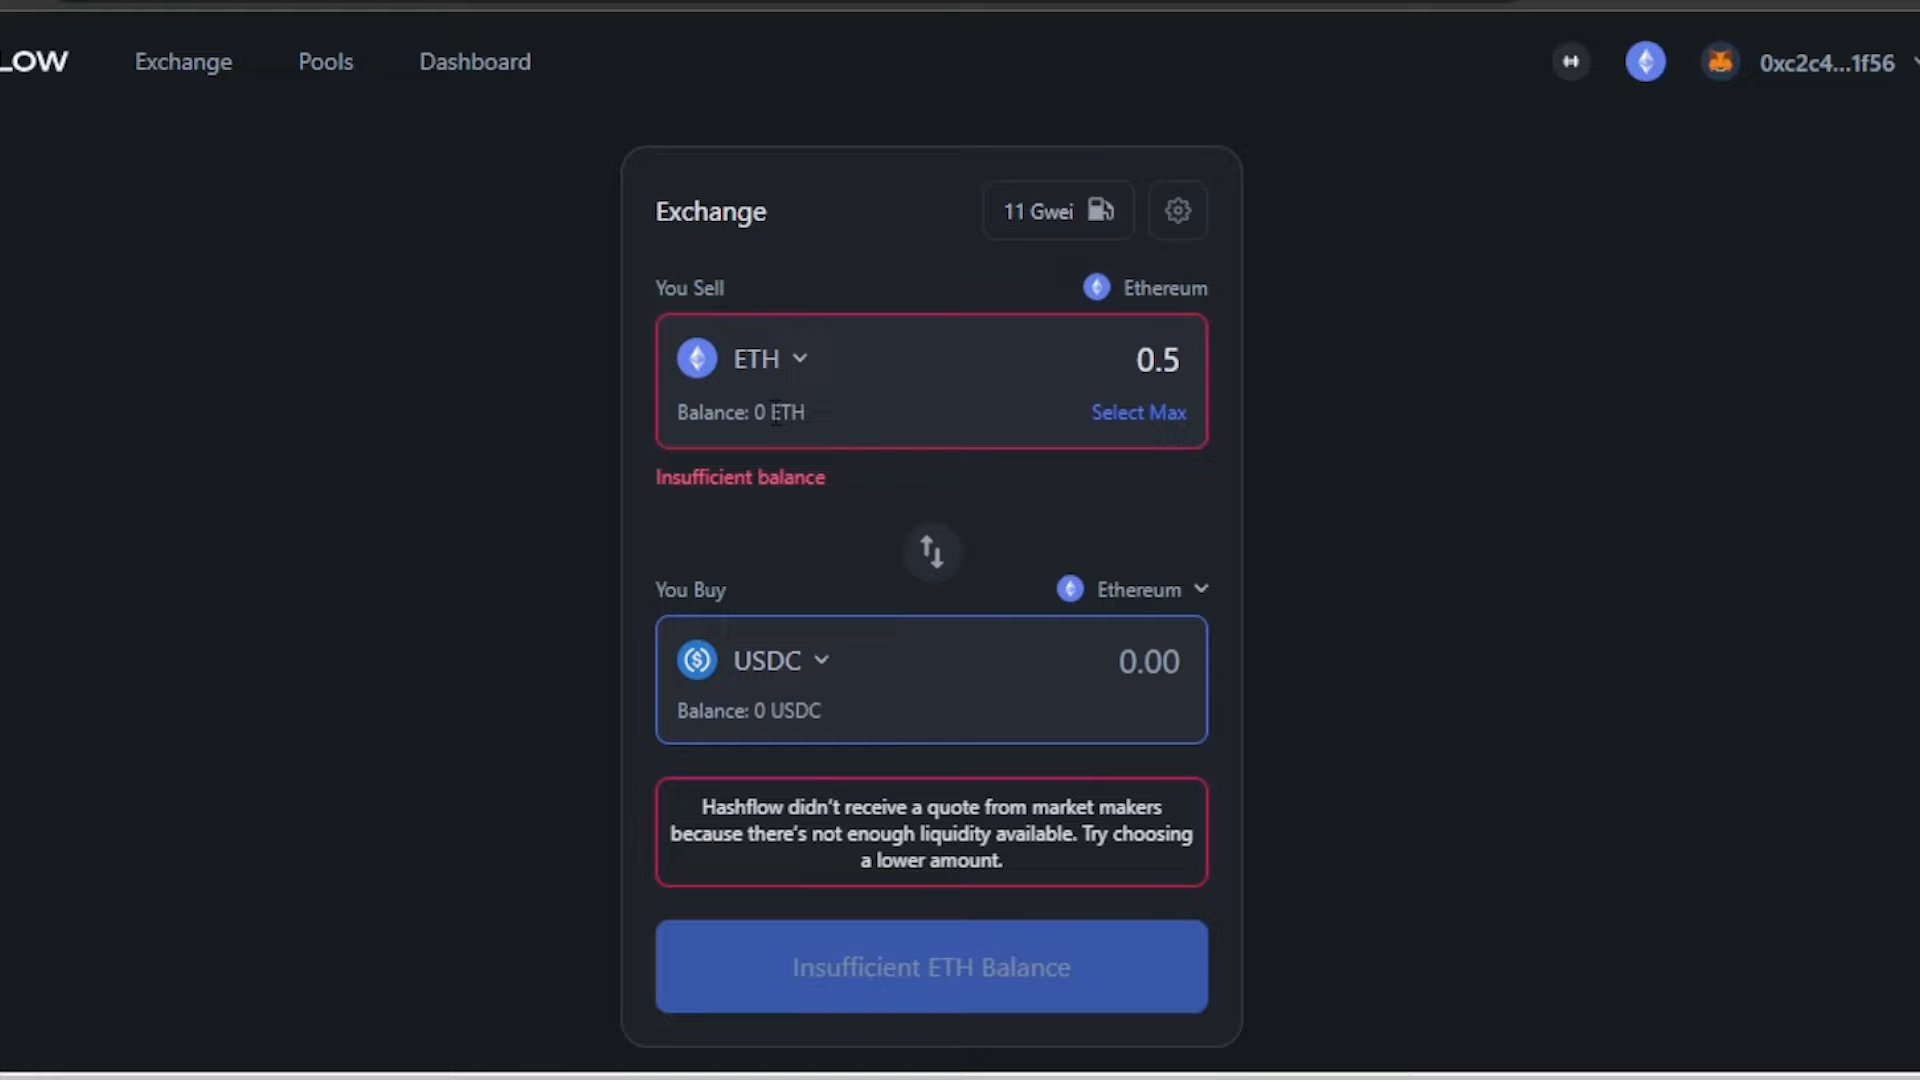 LOW Exchange Pools Dashboard 0xc2c4...1f56
Exchange 11 Gwei
You Sell Ethereum
ETH 0.5
Balance: 0 ETH Select Max
Insufficient balance
You Buy Ethereum
USDC 0.00
Balance: 0 USDC
Hashflow didn't receive a quote from market makers
because there's not enough liquidity available. Try choosing
a lower amount.
Insufficient ETH Balance